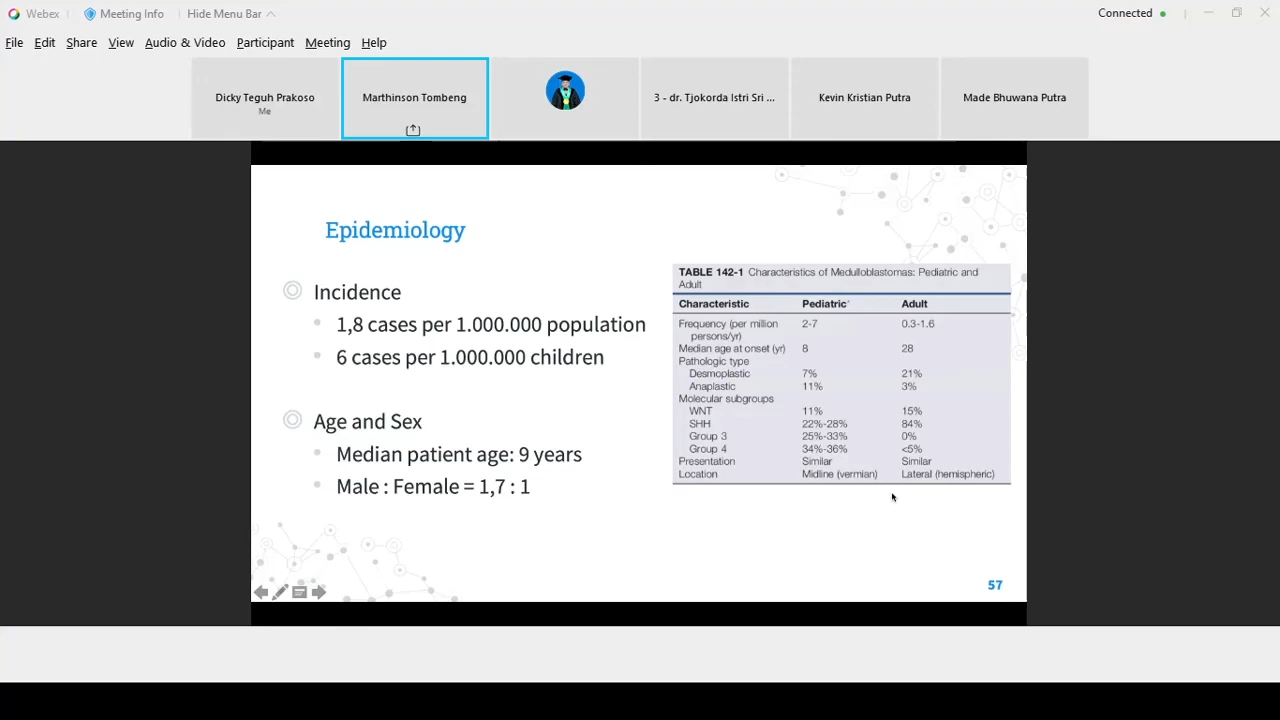 Webex Meeting Info Hide Menu Bar Connected
File Edit Share View Audio & Video Participant Meeting Help
Dicky Teguh Prakoso
Me
Marthinson Tombeng
3 - dr. Tjokorda Istri Sri ...
Kevin Kristian Putra
Made Bhuwana Putra
Epidemiology
Incidence
1,8 cases per 1.000.000 population
6 cases per 1.000.000 children
Age and Sex
Median patient age: 9 years
Male : Female = 1,7 : 1
TABLE 142-1 Characteristics of Medulloblastomas: Pediatric and
Adult
Characteristic Pediatric* Adult
Frequency (per million 2-7 0.3-1.6
persons/yr)
Median age at onset (yr) 8 28
Pathologic type
Desmoplastic 7% 21%
Anaplastic 11% 3%
Molecular subgroups
WNT 11% 15%
SHH 22%-28% 84%
Group 3 25%-33% 0%
Group 4 34%-36% <5%
Presentation Similar Similar
Location Midline (vermian) Lateral (hemispheric)
57